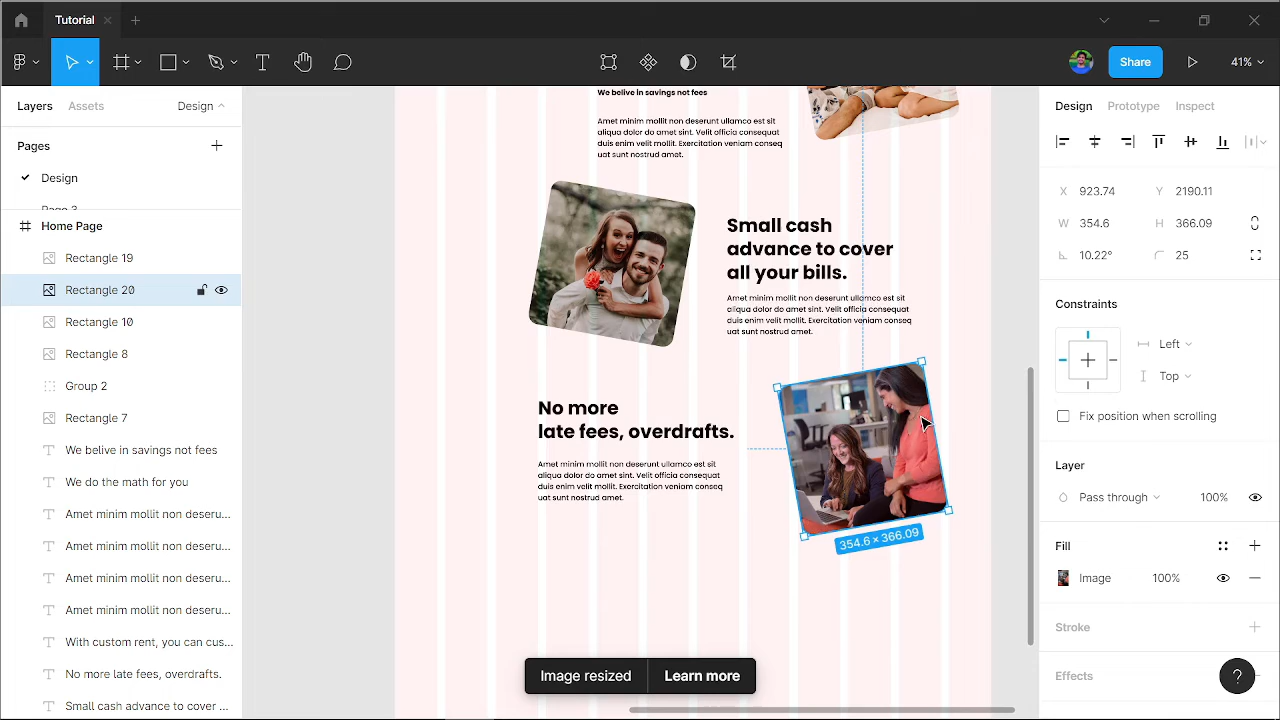 Tutorial
Share
41%
Layers
Assets
Design
Design
Prototype
Inspect
Pages
Design
Home Page
Rectangle 19
Rectangle 20
Rectangle 10
Rectangle 8
Group 2
Rectangle 7
We belive in savings not fees
We do the math for you
Amet minim mollit non deseru...
Amet minim mollit non deseru...
Amet minim mollit non deseru...
Amet minim mollit non deseru...
With custom rent, you can cus...
No more late fees, overdrafts.
Small cash advance to cover ...
We belive in savings not fees
Amet minim mollit non deserunt ullamco est sit
aliqua dolor do amet sint. Velit officia consequat
duis enim velit mollit. Exercitation veniam conseq
uat sunt nostrud amet.
Small cash
advance to cover
all your bills.
Amet minim mollit non deserunt ullamco est sit
aliqua dolor do amet sint. Velit officia consequat
duis enim velit mollit. Exercitation veniam conseq
uat sunt nostrud amet.
No more
late fees, overdrafts.
Amet minim mollit non deserunt ullamco est sit
aliqua dolor do amet sint. Velit officia consequat
duis enim velit mollit. Exercitation veniam conseq
uat sunt nostrud amet.
354.6 × 366.09
Image resized
Learn more
X 923.74 Y 2190.11
W 354.6 H 366.09
10.22° 25
Constraints
Left
Top
Fix position when scrolling
Layer
Pass through 100%
Fill
Image 100%
Stroke
Effects
?